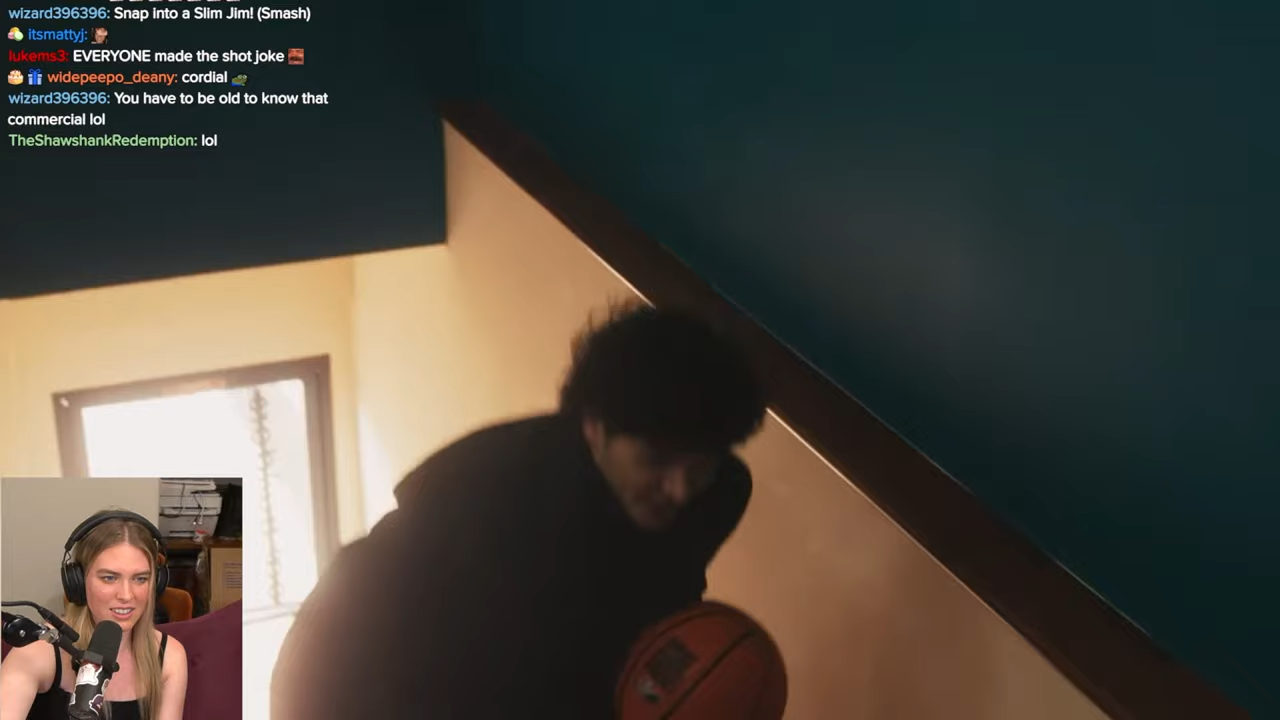 wizard396396: Snap into a Slim Jim! (Smash)
itsmattyj:
lukems3: EVERYONE made the shot joke
widepeepo_deany: cordial
wizard396396: You have to be old to know that
commercial lol
TheShawshankRedemption: lol